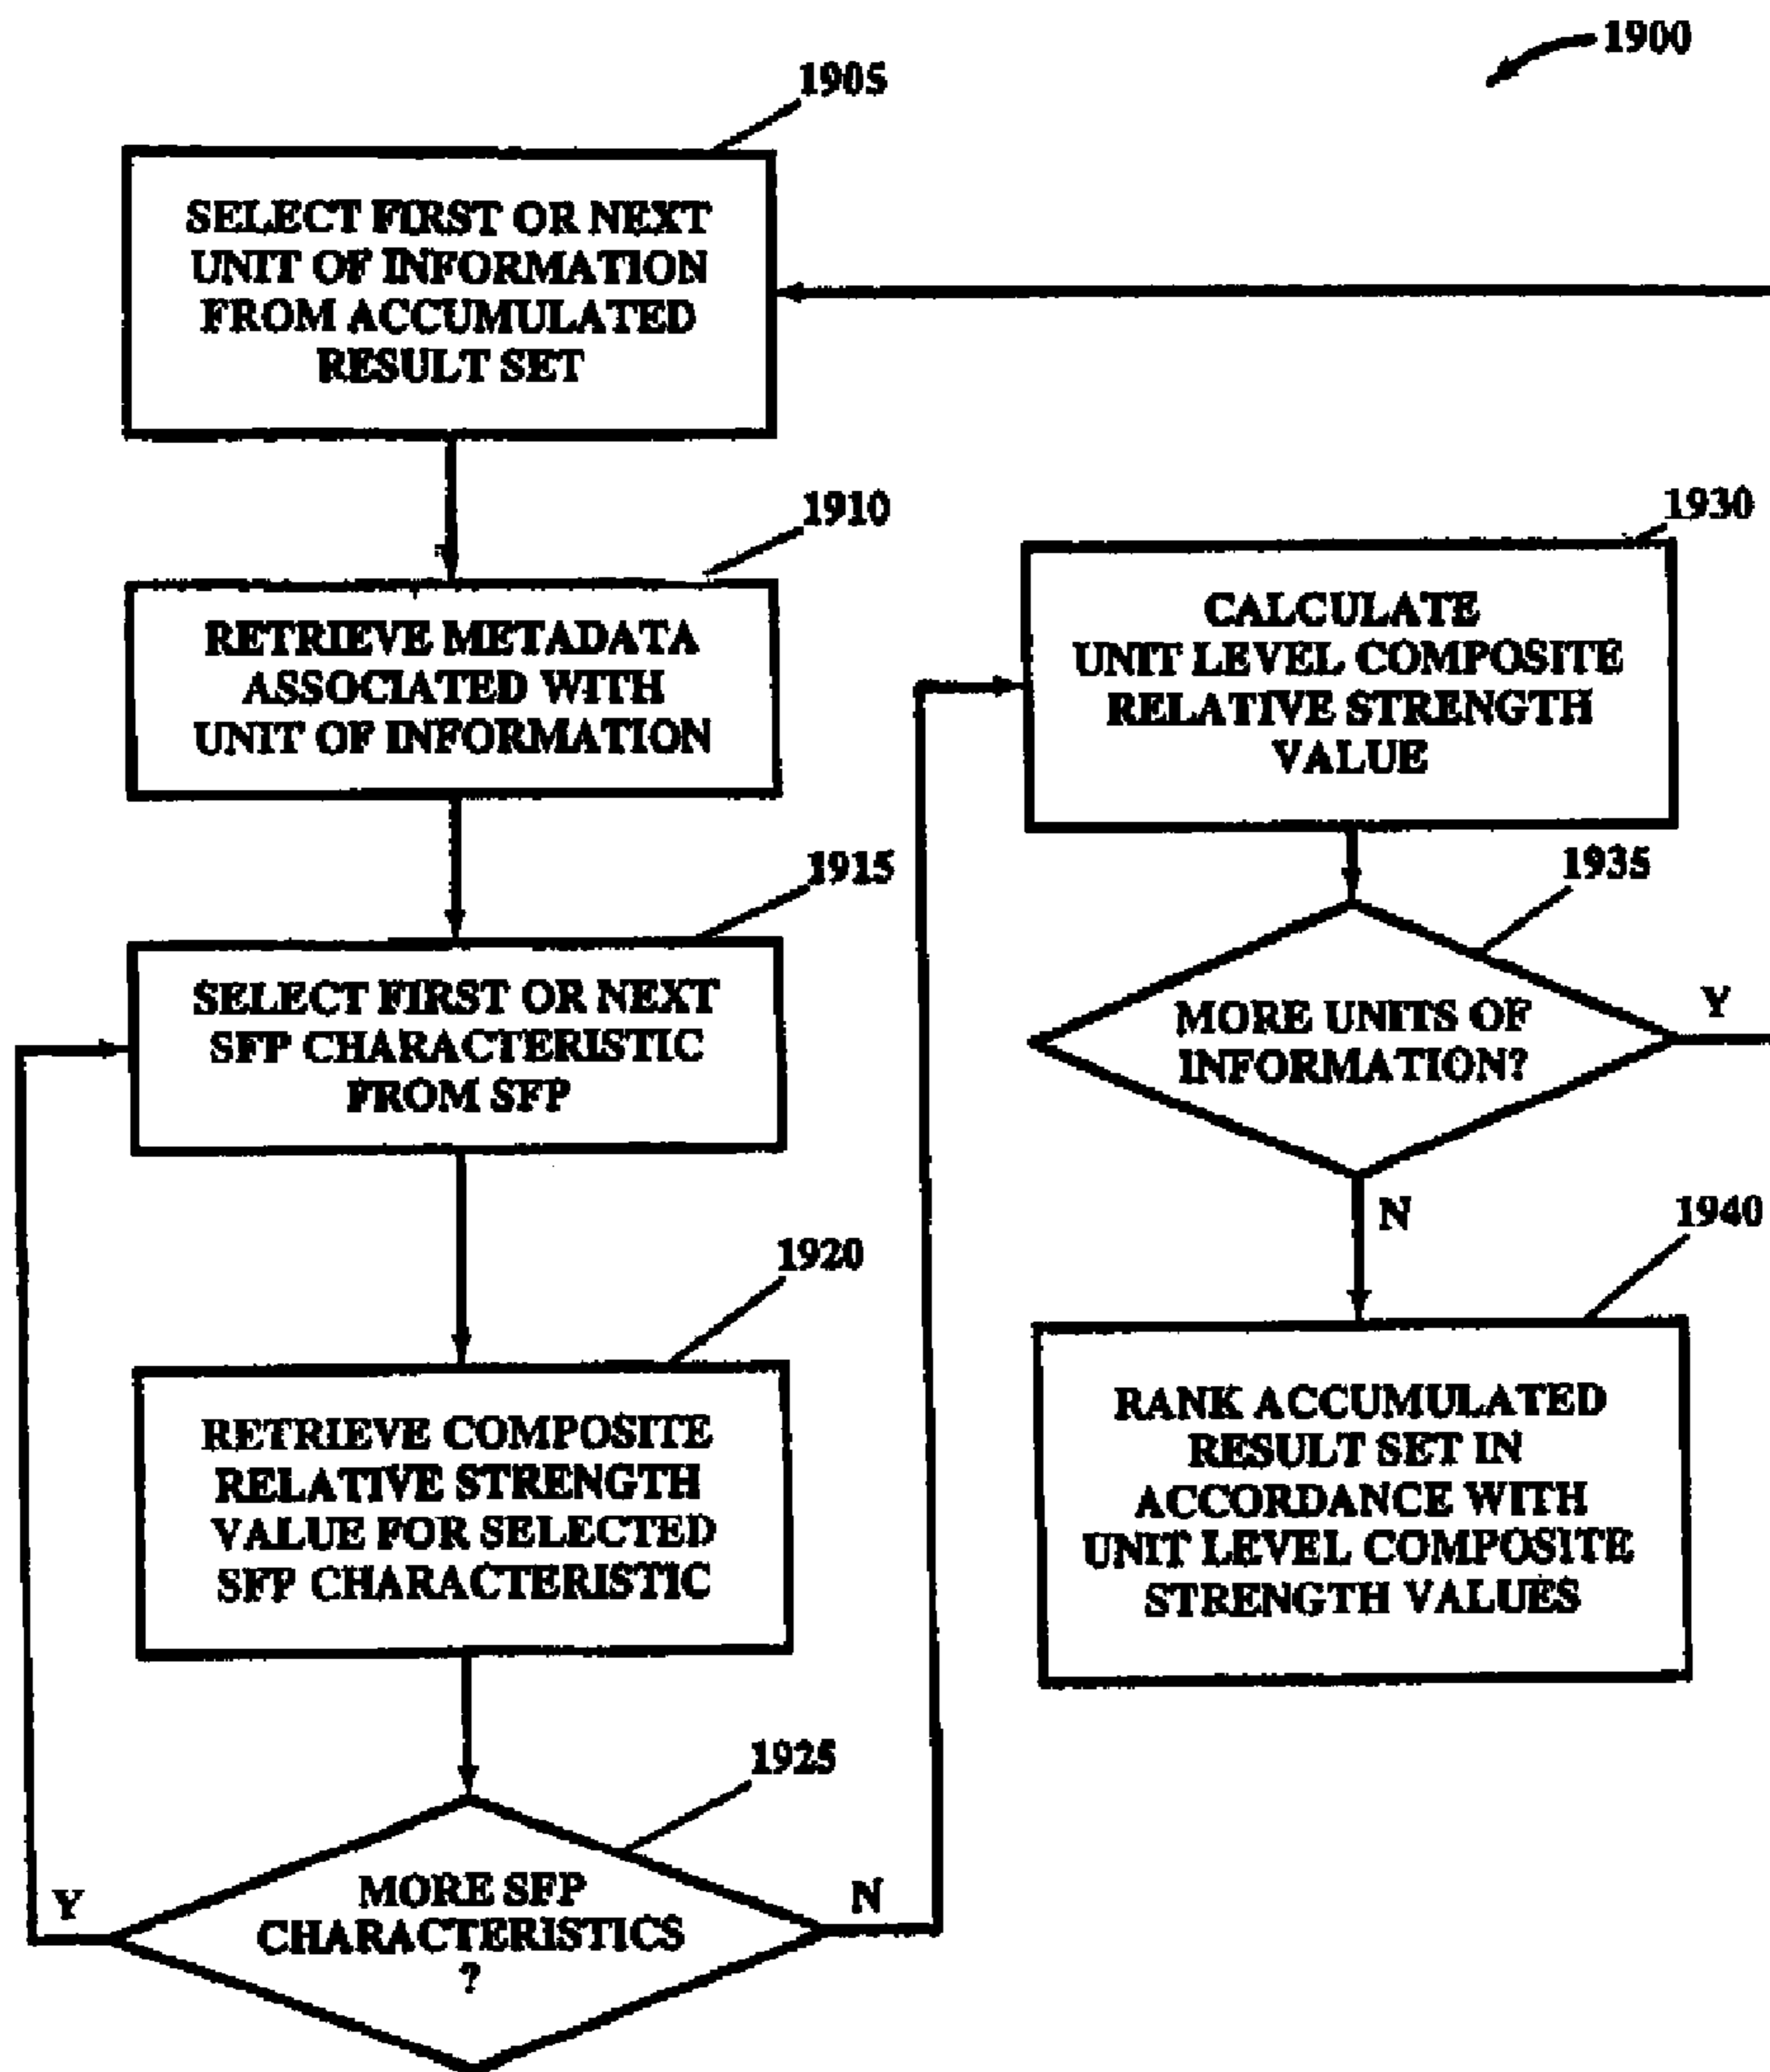 1900
1905
SELECT FIRST OR NEXT
UNIT OF INFORMATION
FROM ACCUMULATED
RESULT SET
1910
RETRIEVE METADATA
ASSOCIATED WITH
UNIT OF INFORMATION
1915
SELECT FIRST OR NEXT
SFP CHARACTERISTIC
FROM SFP
1920
RETRIEVE COMPOSITE
RELATIVE STRENGTH
VALUE FOR SELECTED
SFP CHARACTERISTIC
1925
MORE SFP
CHARACTERISTICS
?
Y
N
1930
CALCULATE
UNIT LEVEL COMPOSITE
RELATIVE STRENGTH
VALUE
1935
MORE UNITS OF
INFORMATION?
Y
N
1940
RANK ACCUMULATED
RESULT SET IN
ACCORDANCE WITH
UNIT LEVEL COMPOSITE
STRENGTH VALUES